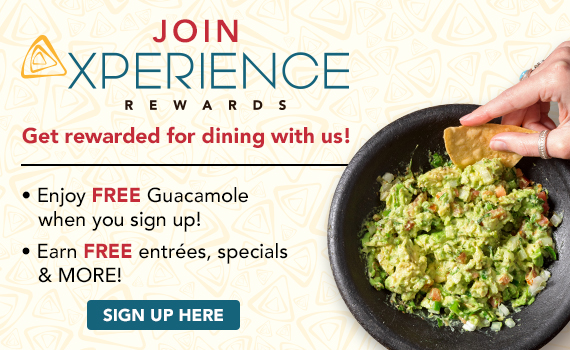 JOIN
XPERIENCE
REWARDS
Get rewarded for dining with us!
• Enjoy FREE Guacamole
when you sign up!
• Earn FREE entrées, specials
& MORE!
SIGN UP HERE